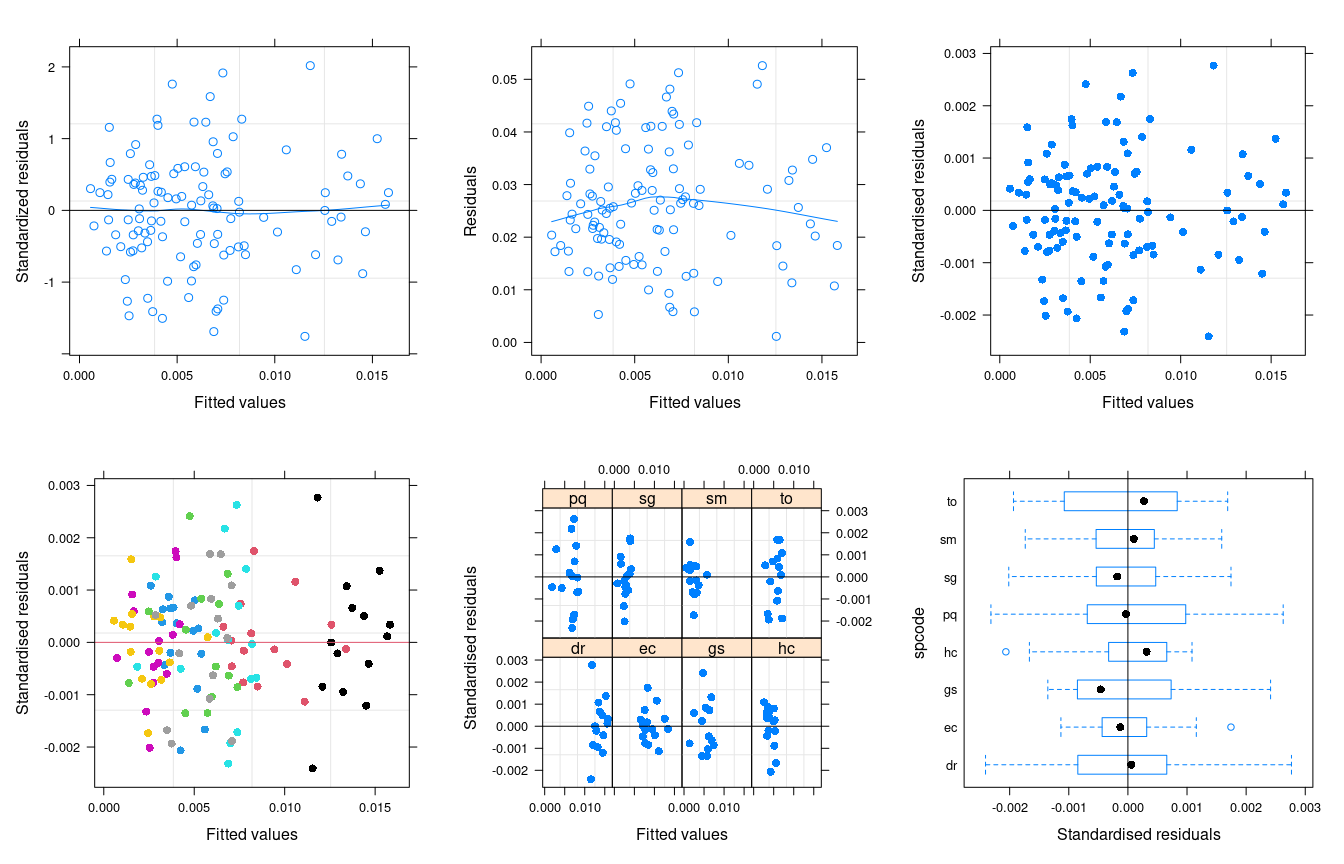 2
1
0
-1
Standardized residuals
0.000 0.005 0.010 0.015
Fitted values
0.05
0.04
0.03
0.02
0.01
0.00
Residuals
0.000 0.005 0.010 0.015
Fitted values
0.003
0.002
0.001
0.000
-0.001
-0.002
Standardised residuals
0.000 0.005 0.010 0.015
Fitted values
0.003
0.002
0.001
0.000
-0.001
-0.002
Standardised residuals
0.000 0.005 0.010 0.015
Fitted values
0.000 0.010 0.000 0.010
pq sg sm to
0.003
0.002
0.001
0.000
-0.001
-0.002
dr ec gs hc
0.003
0.002
0.001
0.000
-0.001
-0.002
Standardised residuals
0.000 0.010 0.000 0.010
Fitted values
to
sm
sg
pq
hc
gs
ec
dr
spcode
-0.002 -0.001 0.000 0.001 0.002 0.003
Standardised residuals